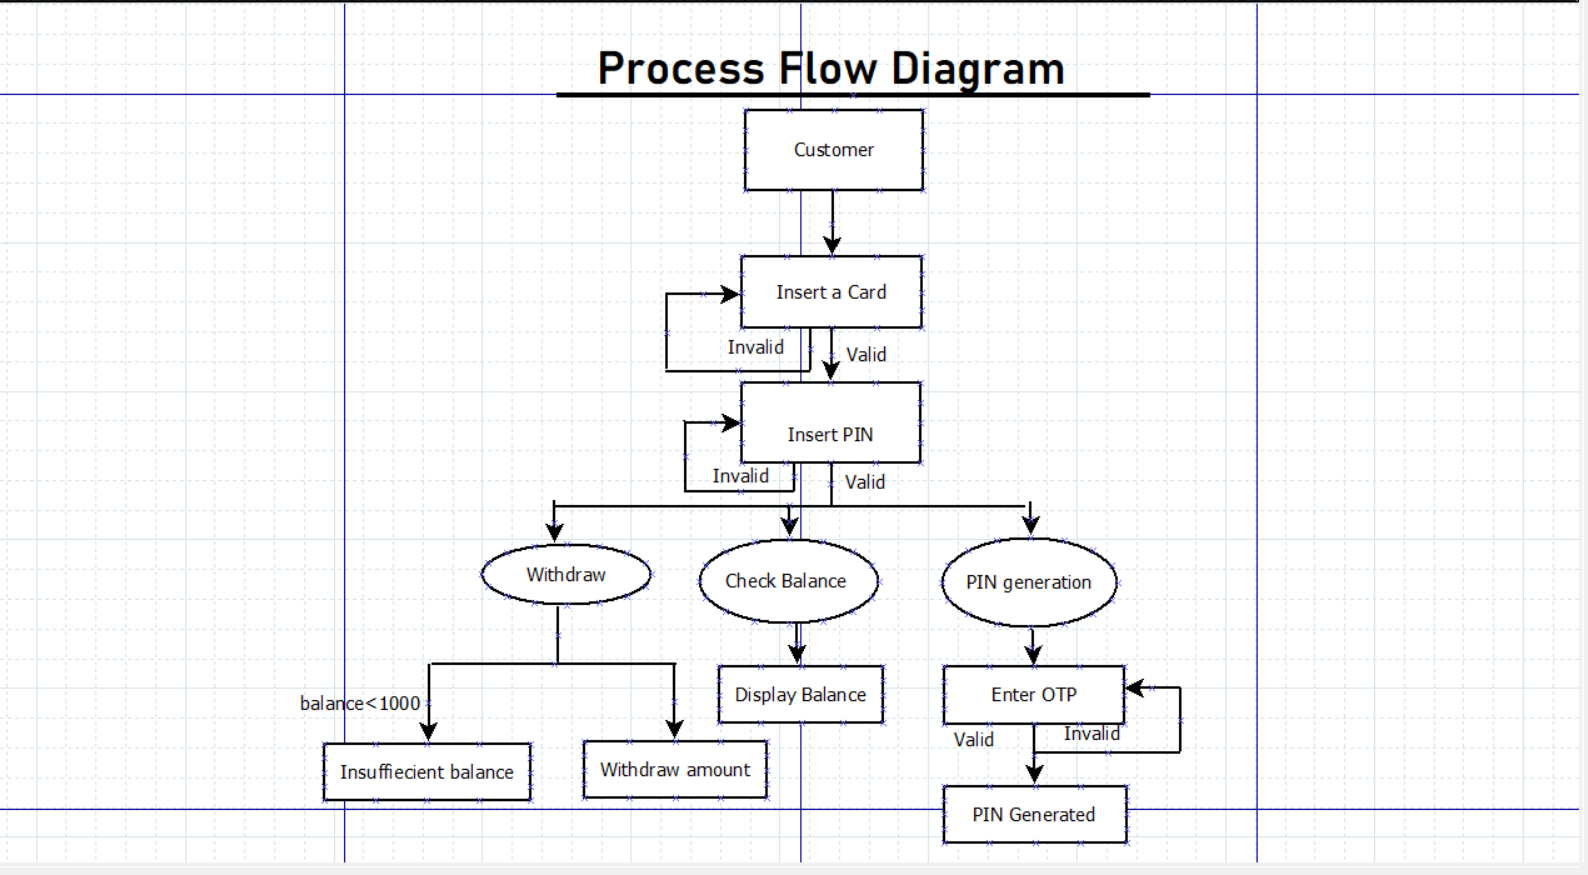 Process Flow Diagram
Customer
Insert a Card
Invalid
Valid
Insert PIN
Invalid
Valid
Withdraw
Check Balance
PIN generation
balance<1000
Display Balance
Enter OTP
Valid
Invalid
Insuffiecient balance
Withdraw amount
PIN Generated